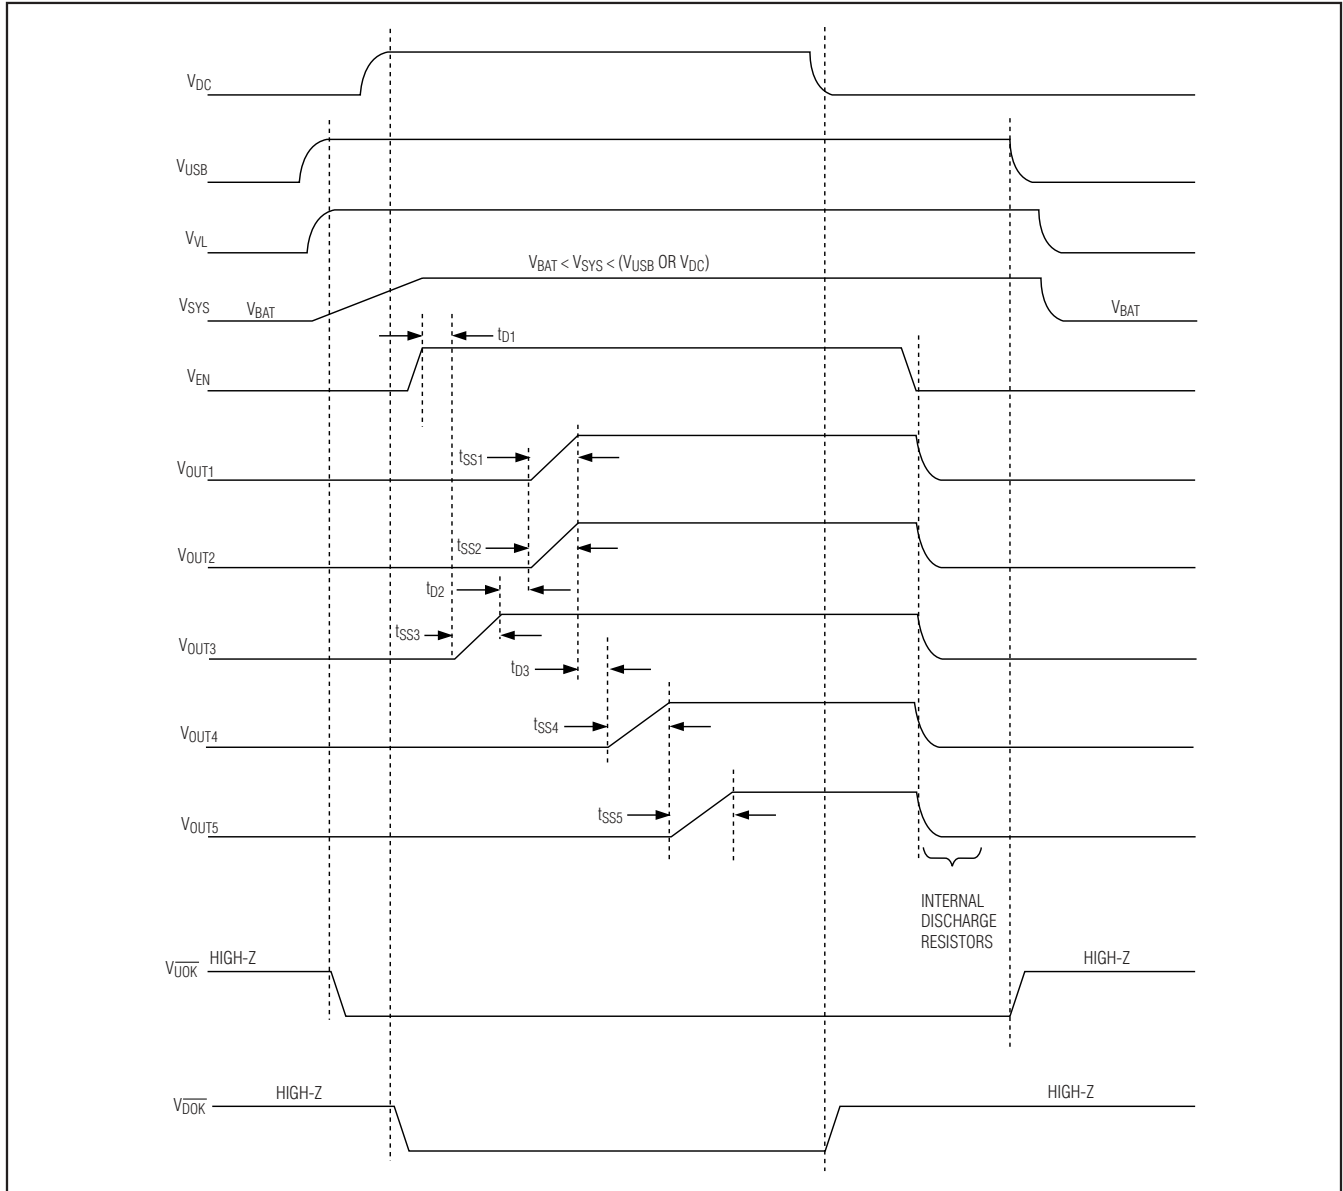 VDC
VUSB
VVL
VBAT < VSYS < (VUSB OR VDC)
VSYS VBAT VBAT
tD1
VEN
tSS1
VOUT1
tSS2
VOUT2
tD2
tSS3
VOUT3
tD3
tSS4
VOUT4
tSS5
VOUT5
INTERNAL
DISCHARGE
RESISTORS
VUOK HIGH-Z HIGH-Z
VDOK HIGH-Z HIGH-Z